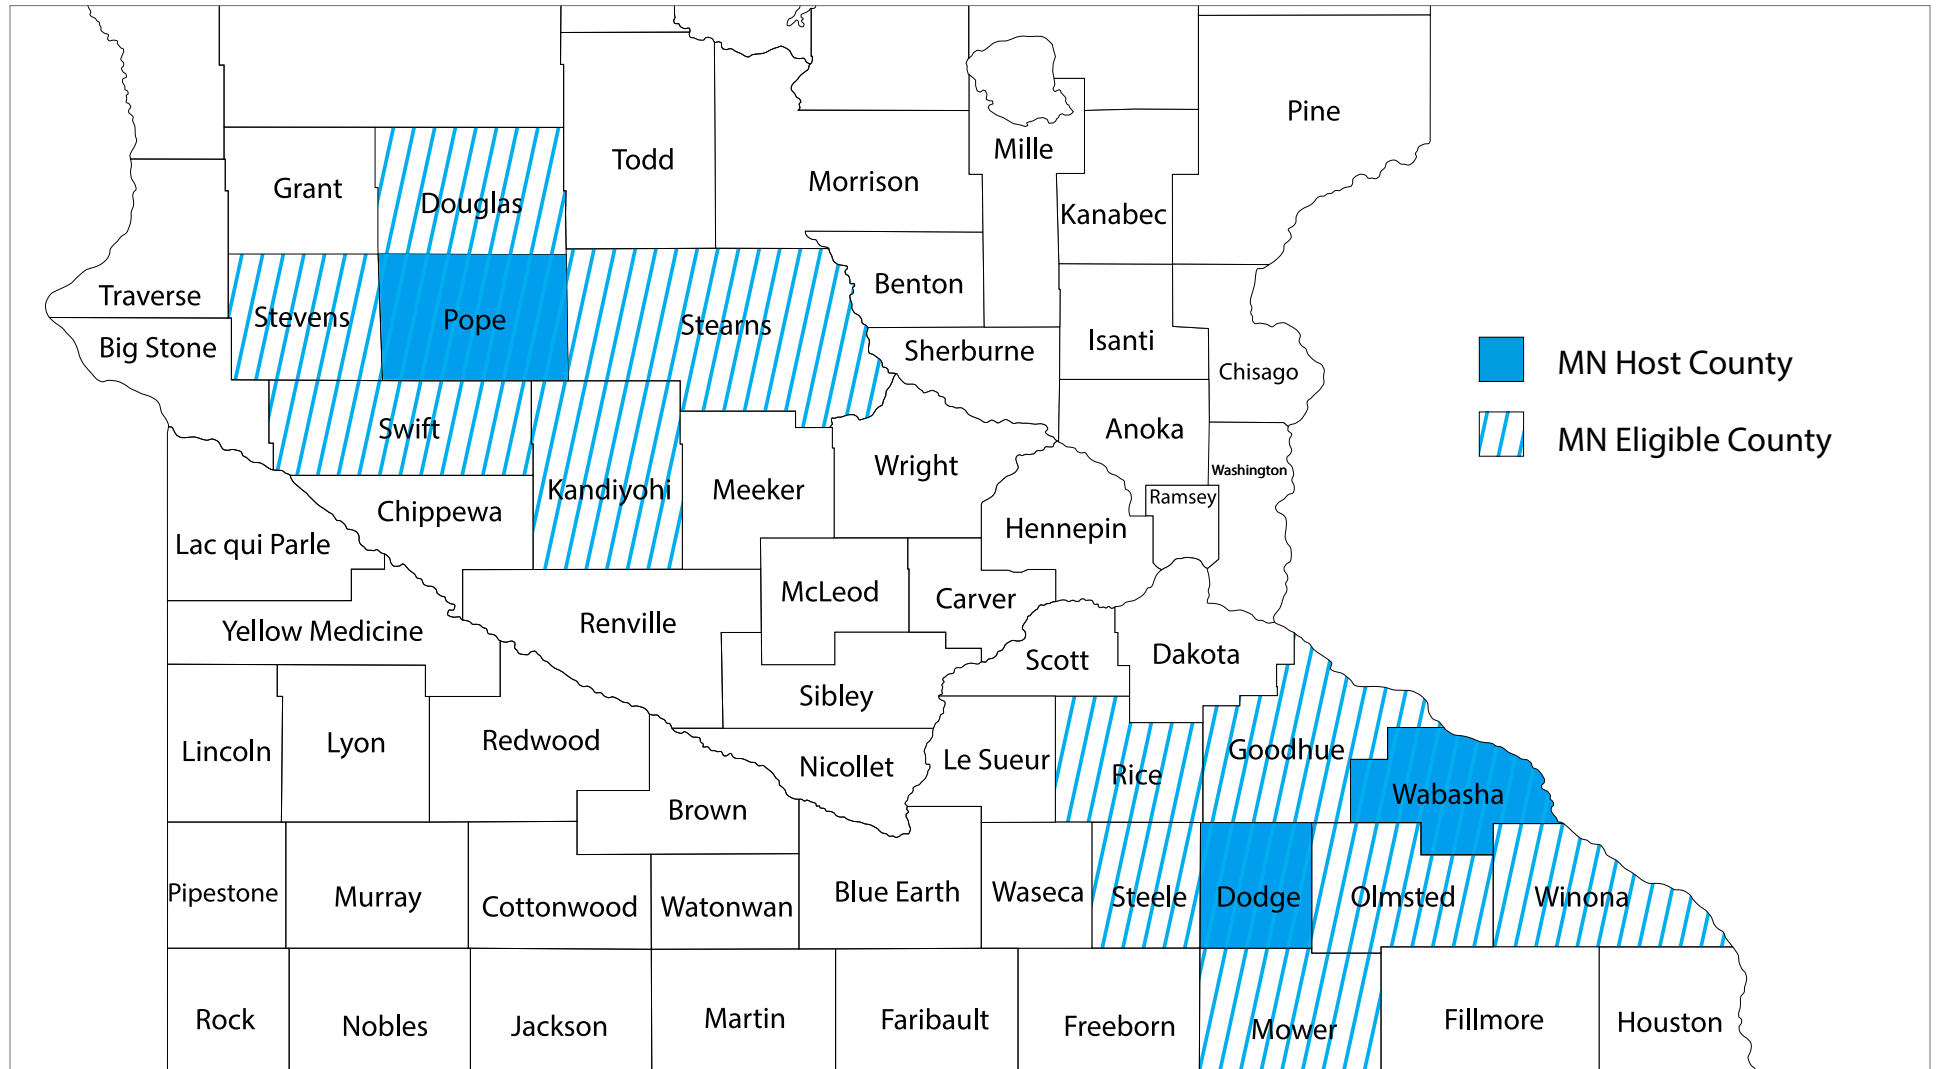 Pine
Mille
Todd
Morrison
Grant
Douglas
Kanabec
Benton
Traverse
Stevens
Pope
Stearns
Isanti
Big Stone
Sherburne
Chisago
MN Host County
Swift
Anoka
MN Eligible County
Wright
Washington
Kandiyohi
Meeker
Ramsey
Chippewa
Hennepin
Lac qui Parle
McLeod
Carver
Renville
Yellow Medicine
Scott
Dakota
Sibley
Lincoln
Lyon
Redwood
Nicollet
Le Sueur
Goodhue
Rice
Wabasha
Brown
Pipestone
Murray
Cottonwood
Watonwan
Blue Earth
Waseca
Steele
Dodge
Olmsted
Winona
Rock
Nobles
Jackson
Martin
Faribault
Freeborn
Mower
Fillmore
Houston